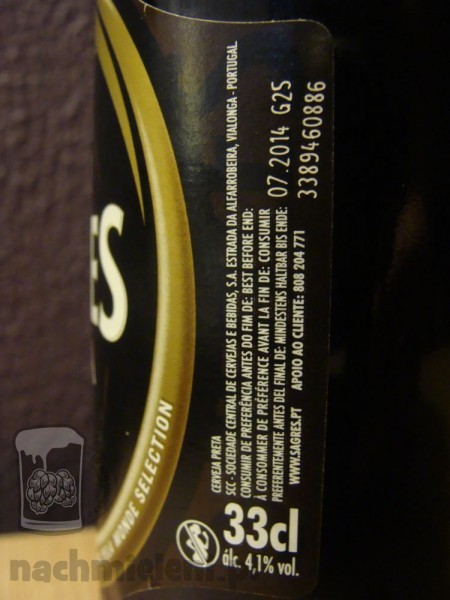 ES
MONDE SELECTION
CERVEJA PRETA
SCC - SOCIEDADE CENTRAL DE CERVEJAS E BEBIDAS, S.A. ESTRADA DA ALFARROBEIRA, VIALONGA - PORTUGAL.
CONSUMIR DE PREFERÊNCIA ANTES DO FIM DE: BEST BEFORE END:
À CONSOMMER DE PRÉFÉRENCE AVANT LA FIN DE: CONSUMIR
PREFERENTEMENTE ANTES DEL FINAL DE: MINDESTENS HALTBAR BIS ENDE:
WWW.SAGRES.PT APOIO AO CLIENTE: 808 204 771
07.2014 G2S
3389460886
33cl
álc. 4,1% vol.